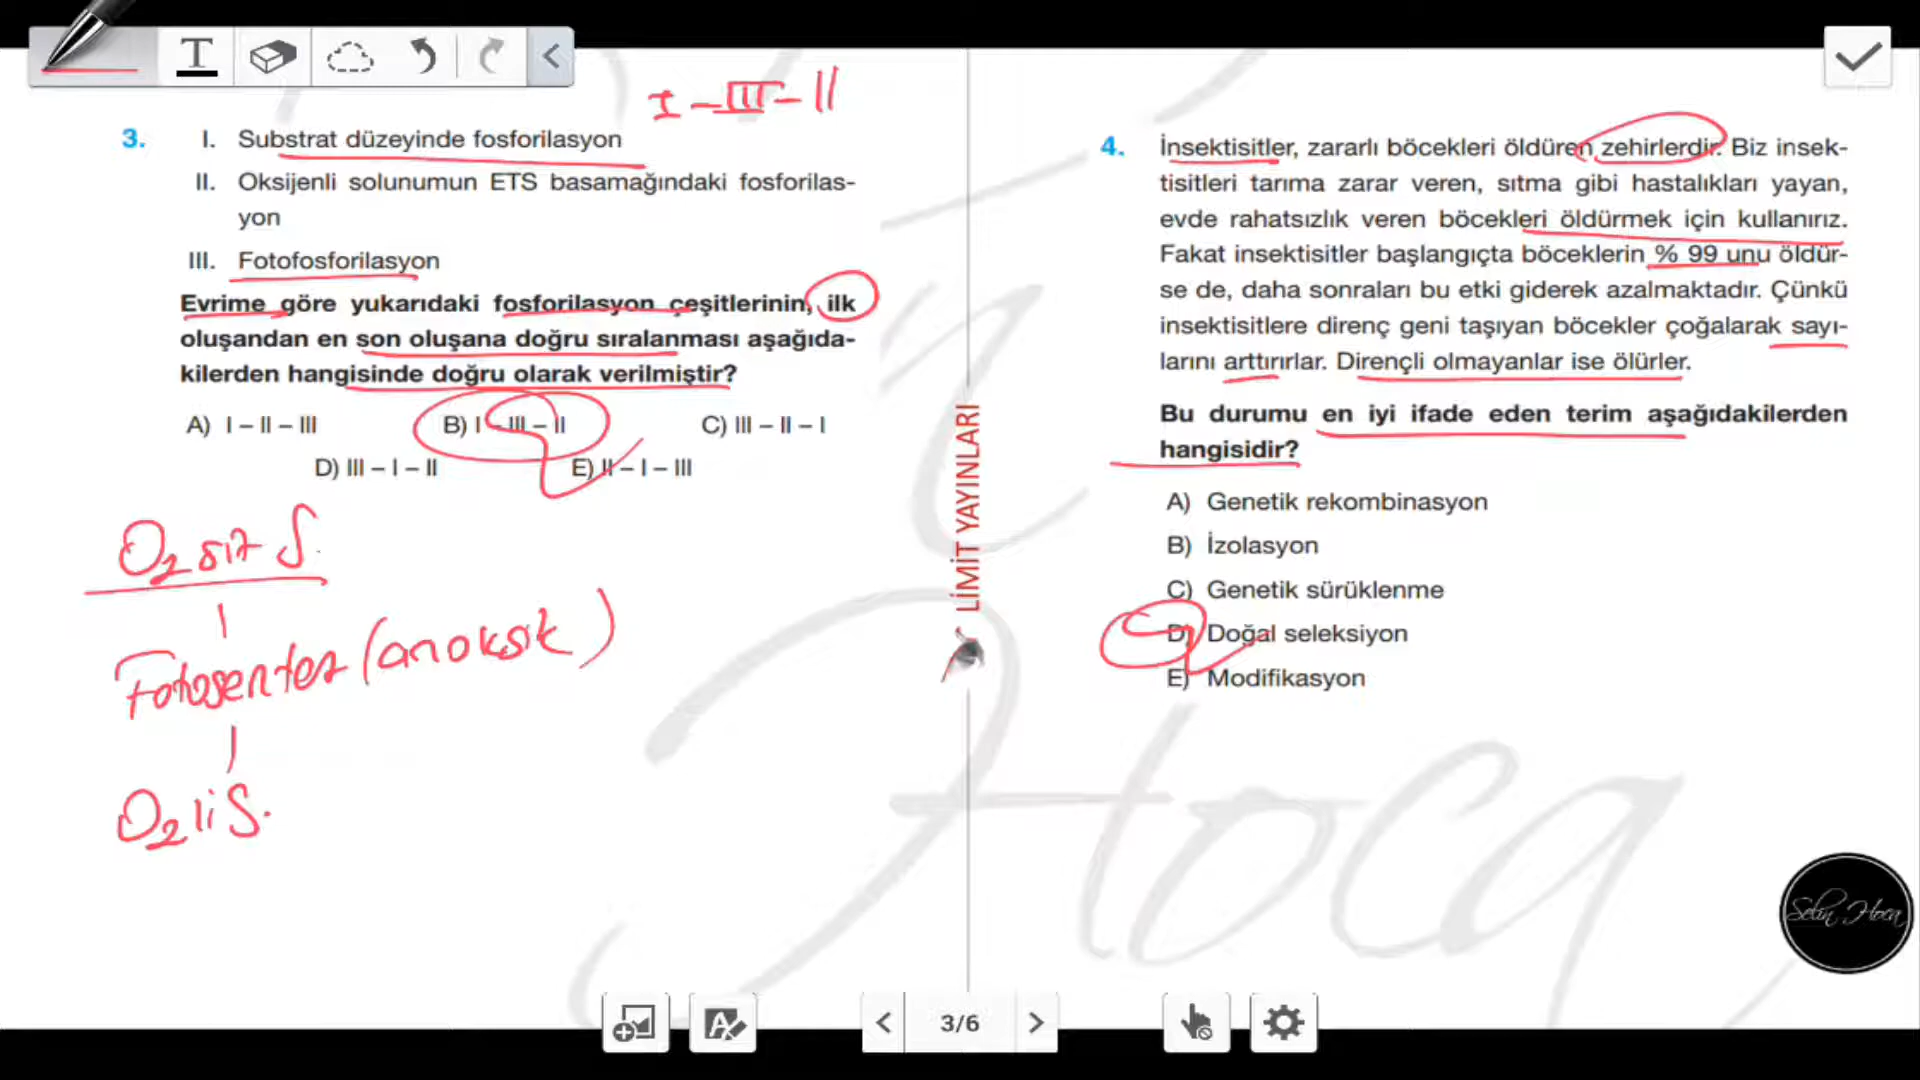 T
I – III – II
3. I. Substrat düzeyinde fosforilasyon
II. Oksijenli solunumun ETS basamağındaki fosforilas-
yon
III. Fotofosforilasyon
Evrime göre yukarıdaki fosforilasyon çeşitlerinin, ilk
oluşandan en son oluşana doğru sıralanması aşağıda-
kilerden hangisinde doğru olarak verilmiştir?
A) I – II – III B) I – III – II C) III – II – I
D) III – I – II E) II – I – III
O2 siz S.
Fotosentez (anoksik)
O2 li S.
LİMİT YAYINLARI
4. İnsektisitler, zararlı böcekleri öldüren zehirlerdir. Biz insek-
tisitleri tarıma zarar veren, sıtma gibi hastalıkları yayan,
evde rahatsızlık veren böcekleri öldürmek için kullanırız.
Fakat insektisitler başlangıçta böceklerin % 99 unu öldür-
se de, daha sonraları bu etki giderek azalmaktadır. Çünkü
insektisitlere direnç geni taşıyan böcekler çoğalarak sayı-
larını arttırırlar. Dirençli olmayanlar ise ölürler.
Bu durumu en iyi ifade eden terim aşağıdakilerden
hangisidir?
A) Genetik rekombinasyon
B) İzolasyon
C) Genetik sürüklenme
D) Doğal seleksiyon
E) Modifikasyon
Hoca
Selin Hoca
3/6